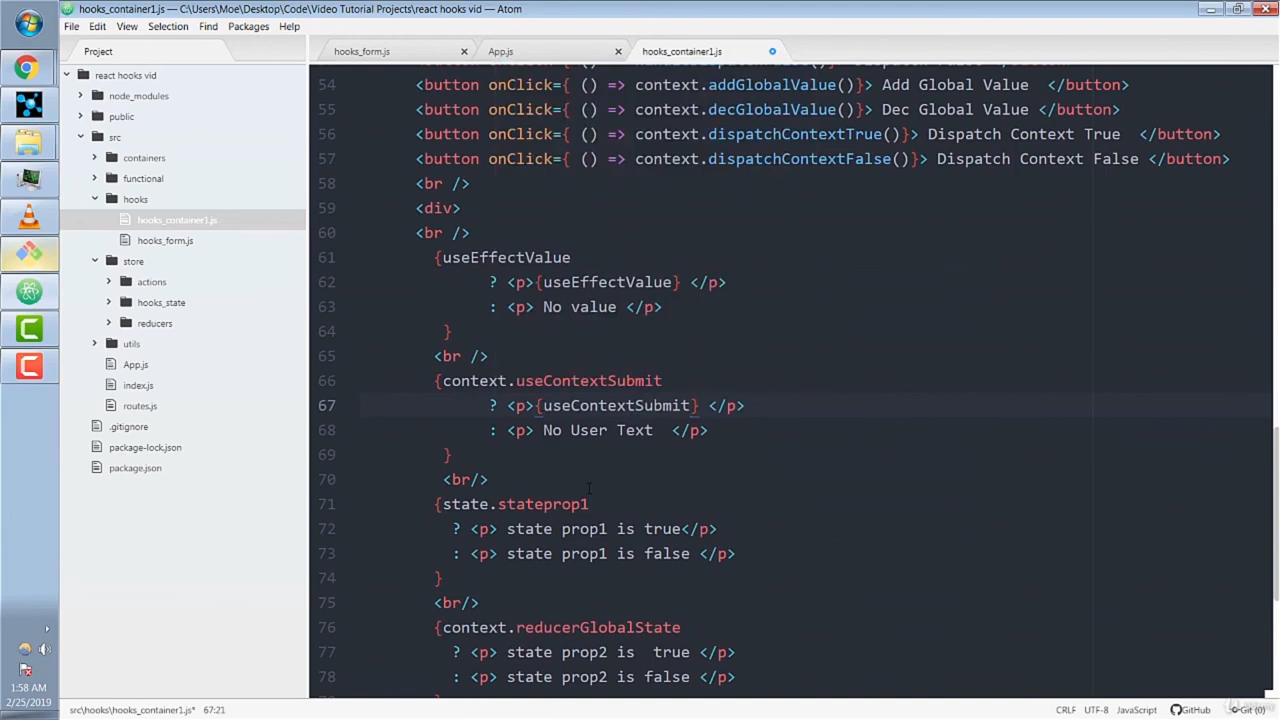 hooks_container1.js — C:\Users\Moe\Desktop\Code\Video Tutorial Projects\react hooks vid — Atom
File Edit View Selection Find Packages Help
Project
hooks_form.js
App.js
hooks_container1.js
react hooks vid
node_modules
public
src
containers
functional
hooks
hooks_container1.js
hooks_form.js
store
actions
hooks_state
reducers
utils
App.js
index.js
routes.js
.gitignore
package-lock.json
package.json
54 <button onClick={ () => context.addGlobalValue()}> Add Global Value </button>
55 <button onClick={ () => context.decGlobalValue()}> Dec Global Value </button>
56 <button onClick={ () => context.dispatchContextTrue()}> Dispatch Context True </button>
57 <button onClick={ () => context.dispatchContextFalse()}> Dispatch Context False </button>
58 <br />
59 <div>
60 <br />
61 {useEffectValue
62 ? <p>{useEffectValue} </p>
63 : <p> No value </p>
64 }
65 <br />
66 {context.useContextSubmit
67 ? <p>{useContextSubmit} </p>
68 : <p> No User Text </p>
69 }
70 <br/>
71 {state.stateprop1
72 ? <p> state prop1 is true</p>
73 : <p> state prop1 is false </p>
74 }
75 <br/>
76 {context.reducerGlobalState
77 ? <p> state prop2 is true </p>
78 : <p> state prop2 is false </p>
1:58 AM
2/25/2019
src\hooks\hooks_container1.js* 67:21
CRLF UTF-8 JavaScript GitHub Git (0)